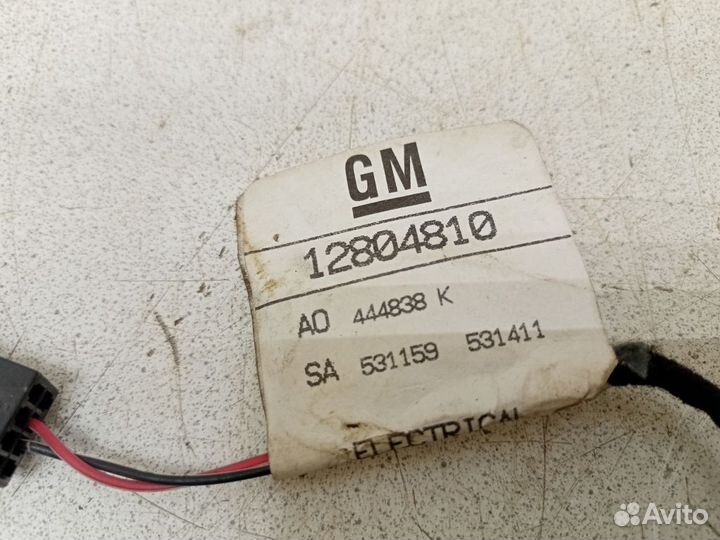 GM
12804810
AO 444838 K
SA 531159 531411
ELECTRICAL
Avito